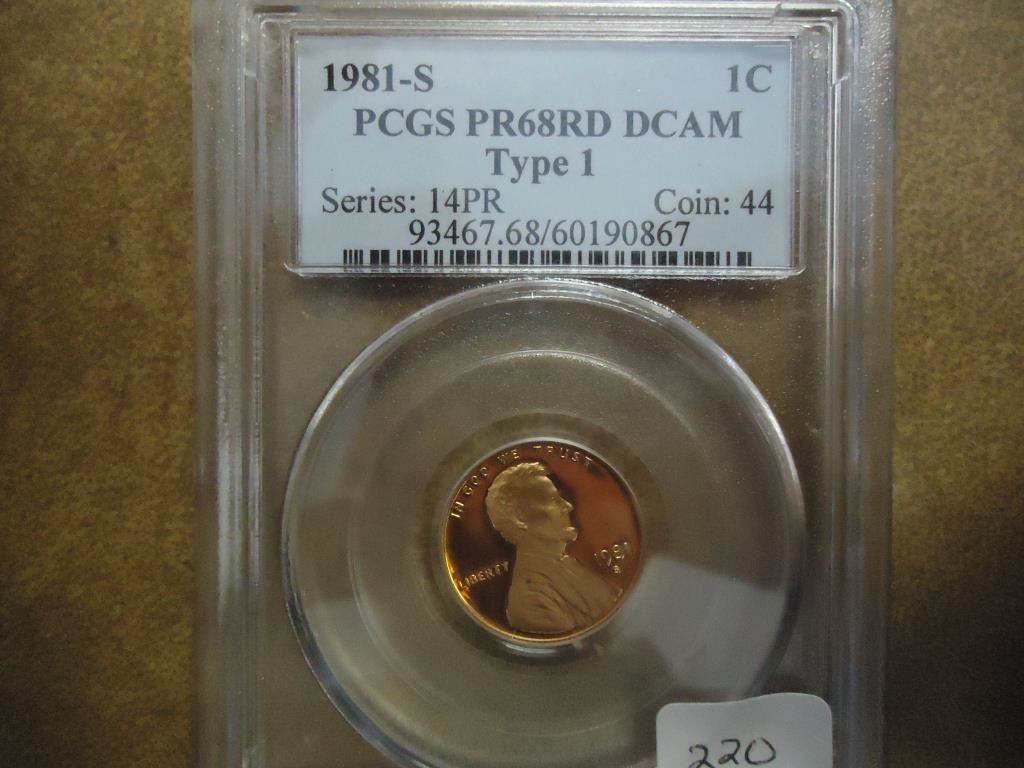 1981-S 1C
PCGS PR68RD DCAM
Type 1
Series: 14PR Coin: 44
93467.68/60190867
IN GOD WE TRUST
LIBERTY
1981
S
220